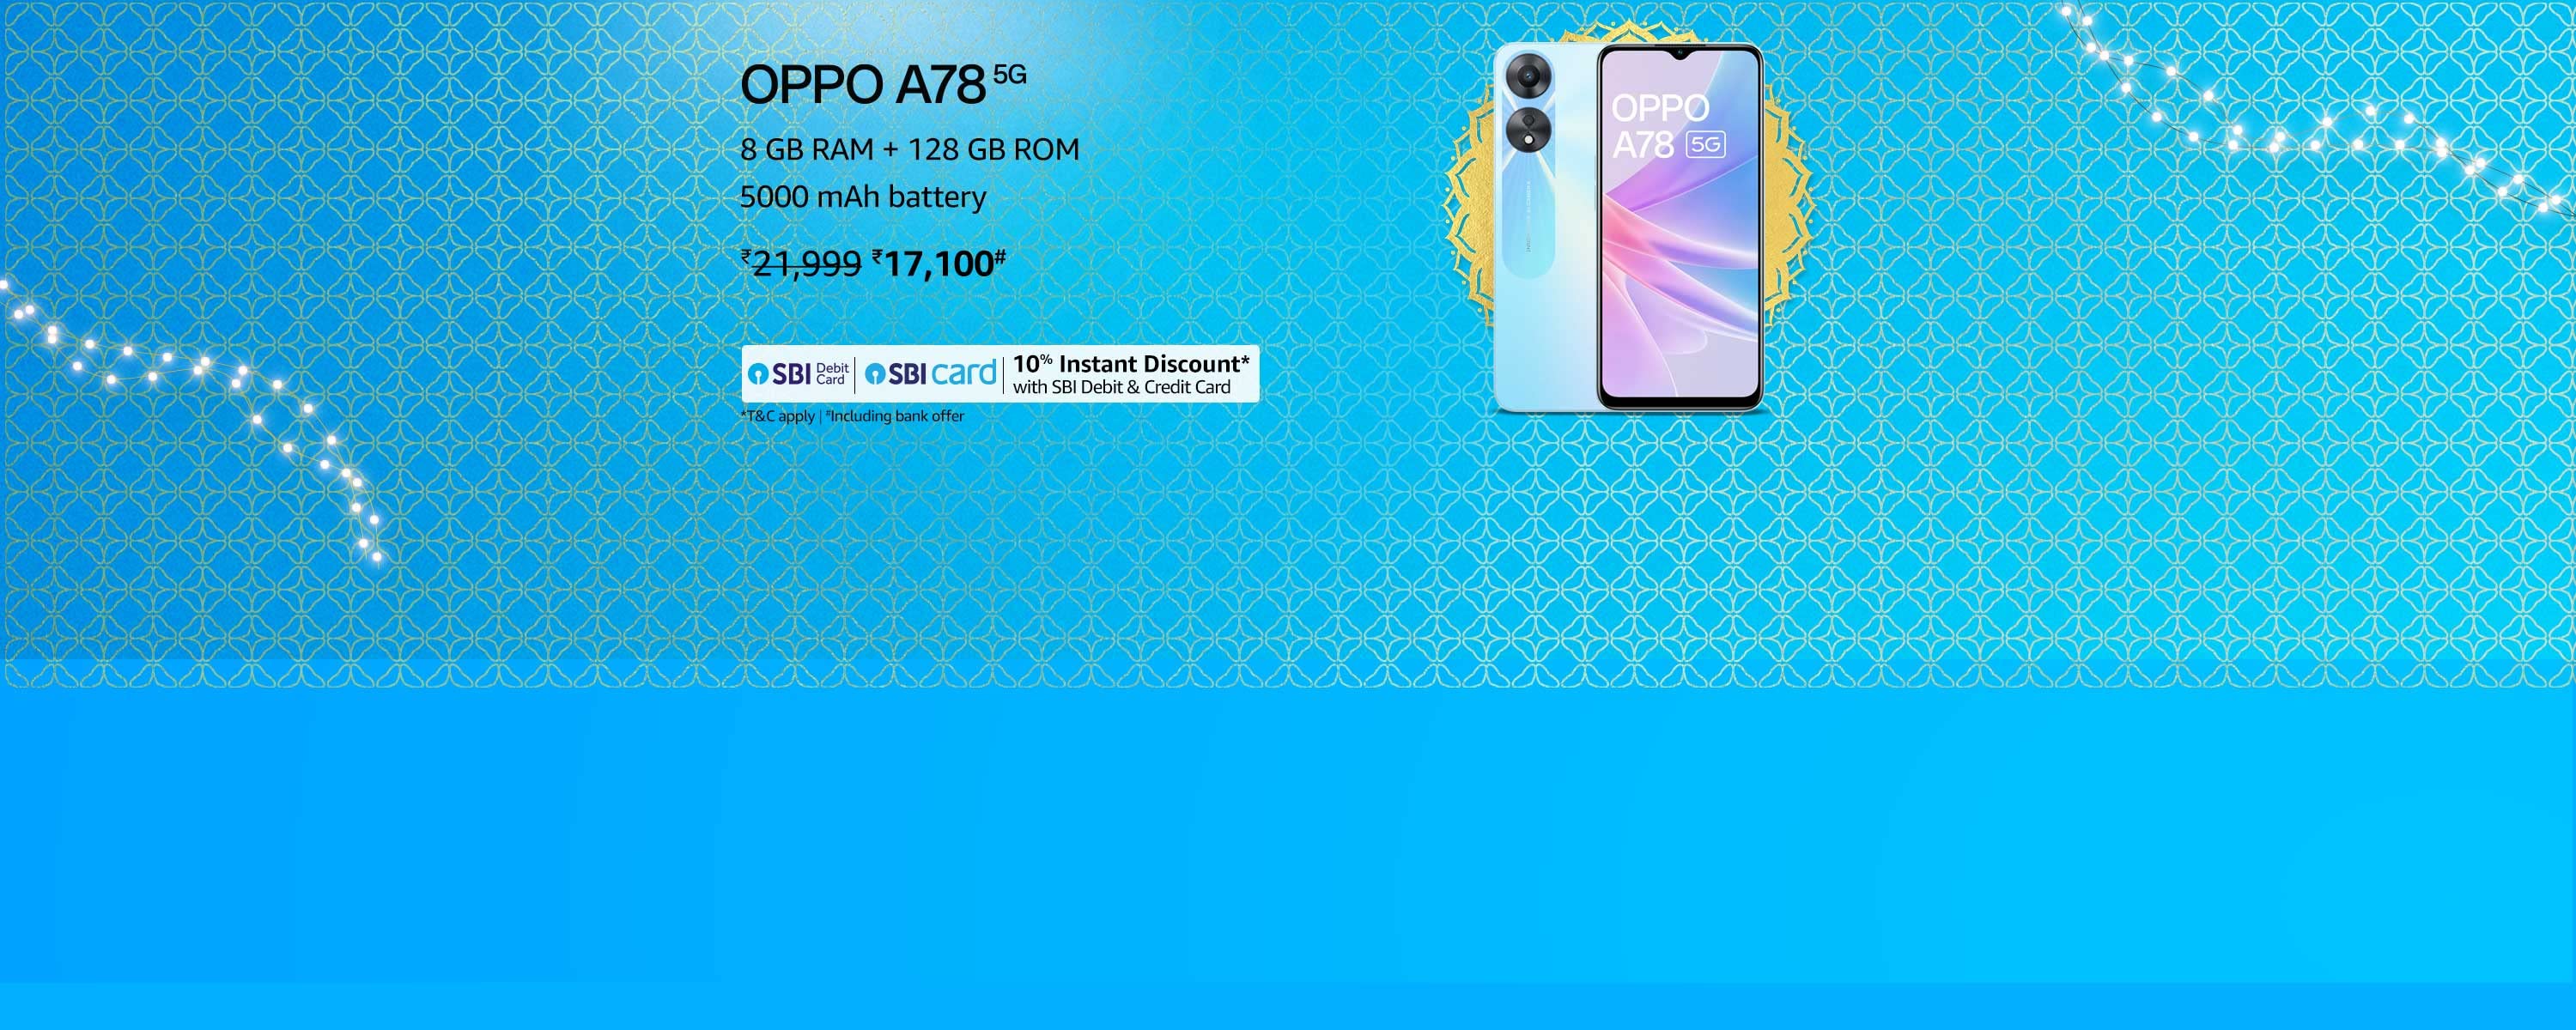 OPPO A78 5G
8 GB RAM + 128 GB ROM
5000 mAh battery
₹21,999 ₹17,100#
SBI Debit Card | SBI card | 10% Instant Discount*
with SBI Debit & Credit Card
*T&C apply | #Including bank offer
OPPO
A78 5G